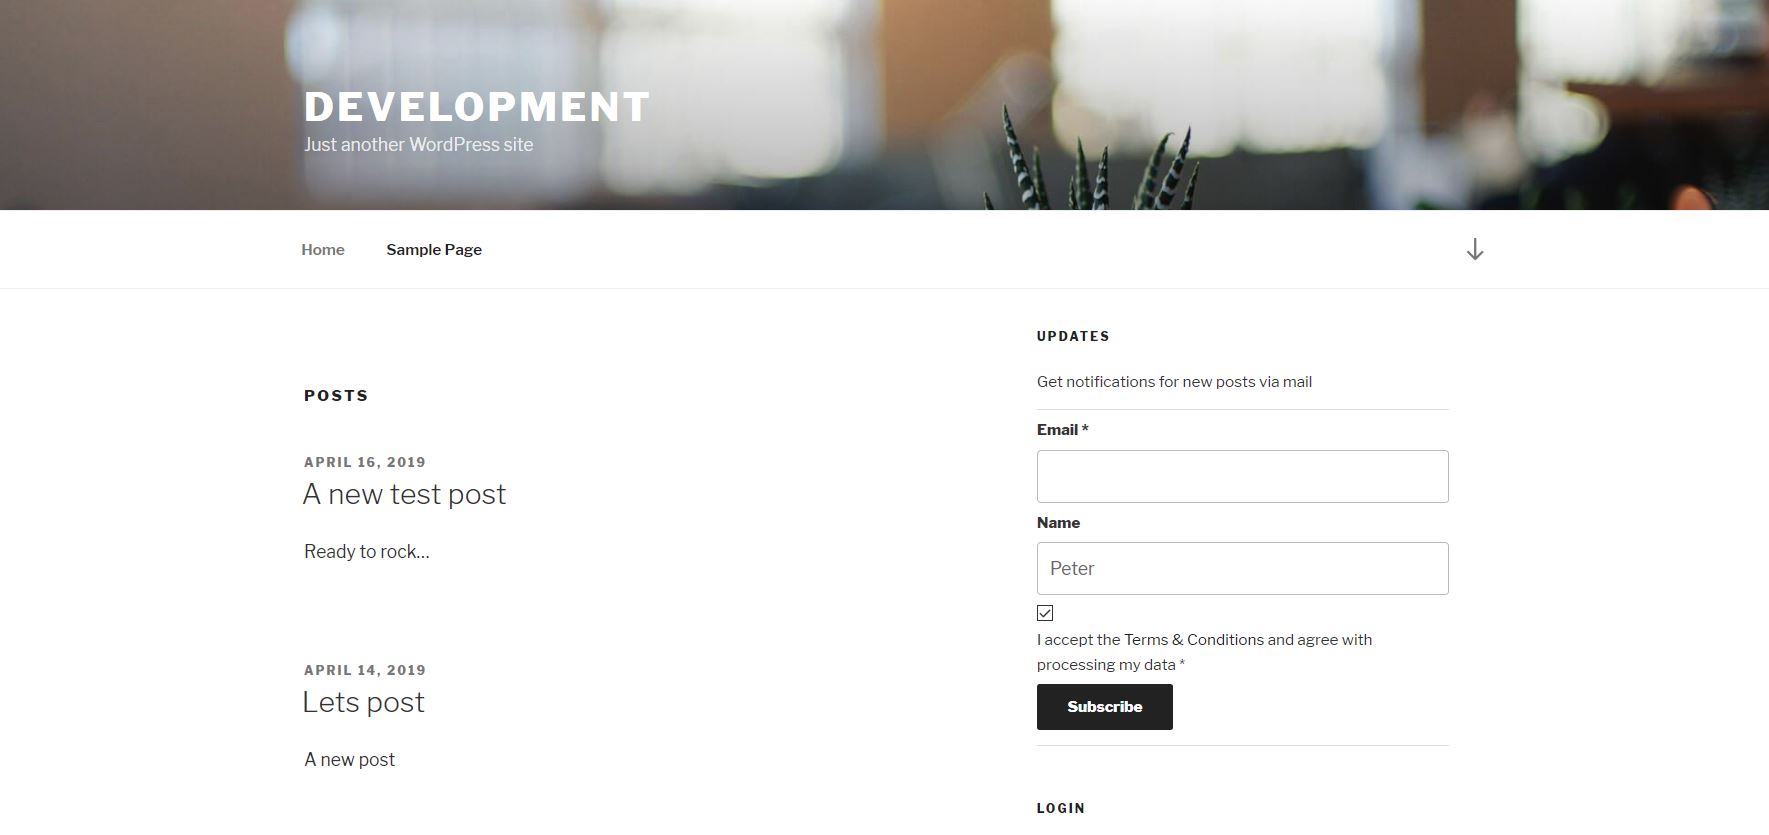 DEVELOPMENT
Just another WordPress site
Home
Sample Page
POSTS
APRIL 16, 2019
A new test post
Ready to rock...
APRIL 14, 2019
Lets post
A new post
UPDATES
Get notifications for new posts via mail
Email *
Name
Peter
I accept the Terms & Conditions and agree with
processing my data *
Subscribe
LOGIN